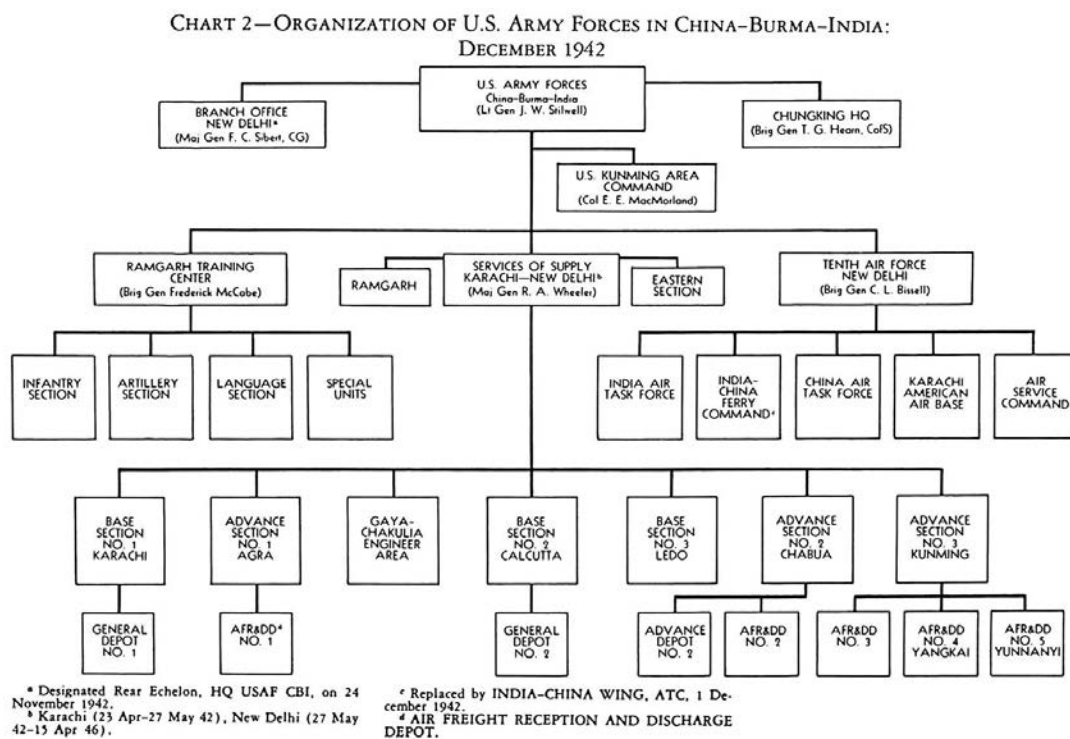 CHART 2—ORGANIZATION OF U.S. ARMY FORCES IN CHINA–BURMA–INDIA:
DECEMBER 1942
U.S. ARMY FORCES
China–Burma–India
(Lt Gen J. W. Stilwell)
BRANCH OFFICE
NEW DELHIᵃ
(Maj Gen F. C. Sibert, CG)
CHUNGKING HQ
(Brig Gen T. G. Hearn, CofS)
U.S. KUNMING AREA
COMMAND
(Col E. E. MacMorland)
RAMGARH TRAINING
CENTER
(Brig Gen Frederick McCabe)
RAMGARH
SERVICES OF SUPPLY
KARACHI—NEW DELHIᵇ
(Maj Gen R. A. Wheeler)
EASTERN
SECTION
TENTH AIR FORCE
NEW DELHI
(Brig Gen C. L. Bissell)
INFANTRY
SECTION
ARTILLERY
SECTION
LANGUAGE
SECTION
SPECIAL
UNITS
INDIA AIR
TASK FORCE
INDIA–
CHINA
FERRY
COMMANDᶜ
CHINA AIR
TASK FORCE
KARACHI
AMERICAN
AIR BASE
AIR
SERVICE
COMMAND
BASE
SECTION
NO. 1
KARACHI
ADVANCE
SECTION
NO. 1
AGRA
GAYA–
CHAKULIA
ENGINEER
AREA
BASE
SECTION
NO. 2
CALCUTTA
BASE
SECTION
NO. 3
LEDO
ADVANCE
SECTION
NO. 2
CHABUA
ADVANCE
SECTION
NO. 3
KUNMING
GENERAL
DEPOT
NO. 1
AFR&DDᵈ
NO. 1
GENERAL
DEPOT
NO. 2
ADVANCE
DEPOT
NO. 2
AFR&DD
NO. 2
AFR&DD
NO. 3
AFR&DD
NO. 4
YANGKAI
AFR&DD
NO. 5
YUNNANYI
ᵃ Designated Rear Echelon, HQ USAF CBI, on 24
November 1942.
ᵇ Karachi (23 Apr–27 May 42), New Delhi (27 May
42–15 Apr 46).
ᶜ Replaced by INDIA–CHINA WING, ATC, 1 De-
cember 1942.
ᵈ AIR FREIGHT RECEPTION AND DISCHARGE
DEPOT.